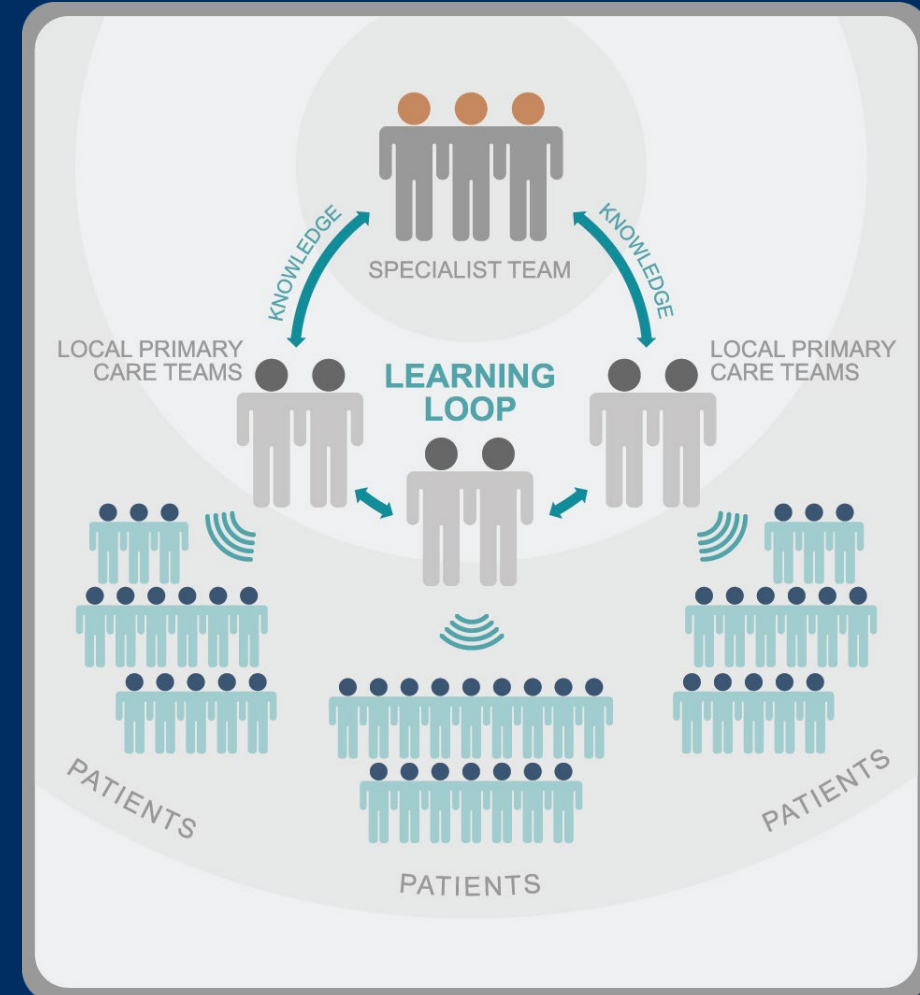 SPECIALIST TEAM
KNOWLEDGE
KNOWLEDGE
LOCAL PRIMARY
CARE TEAMS
LEARNING
LOOP
LOCAL PRIMARY
CARE TEAMS
PATIENTS
PATIENTS
PATIENTS